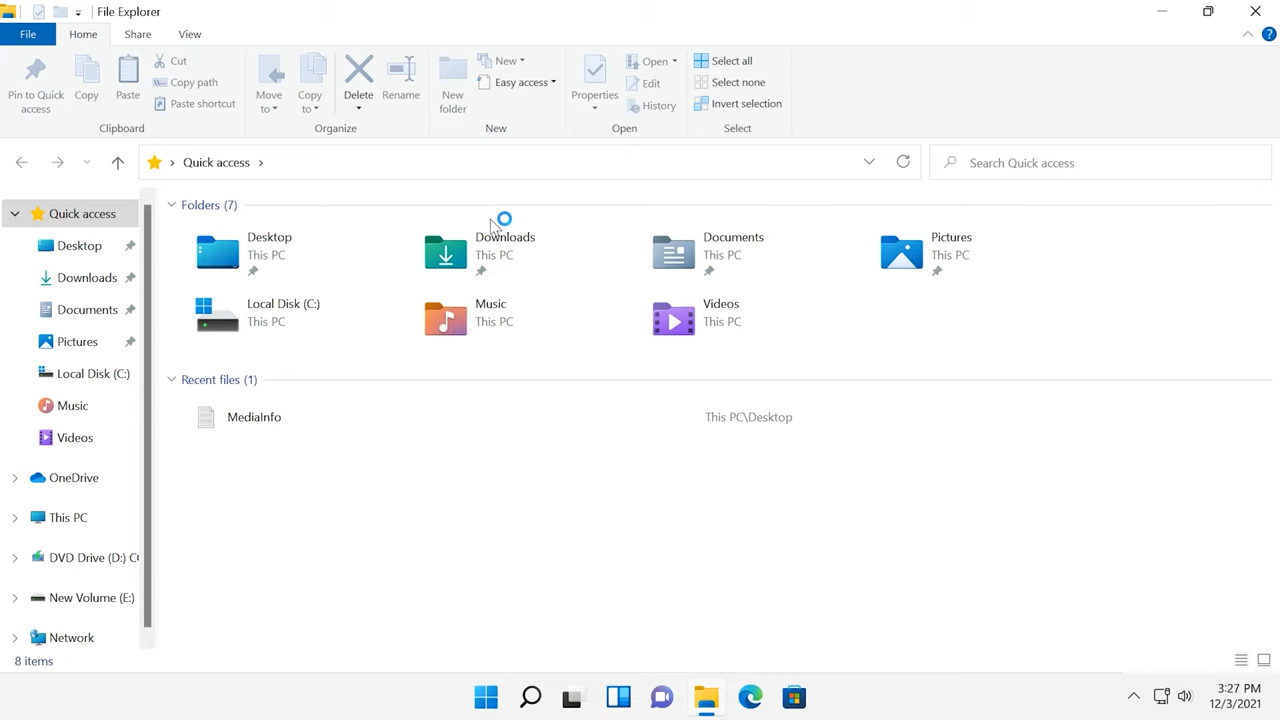 File Explorer
File Home Share View
Pin to Quick access
Copy
Paste
Cut
Copy path
Paste shortcut
Clipboard
Move to
Copy to
Delete
Rename
Organize
New folder
New
Easy access
New
Properties
Open
Edit
History
Open
Select all
Select none
Invert selection
Select
Quick access
Search Quick access
Quick access
Desktop
Downloads
Documents
Pictures
Local Disk (C:)
Music
Videos
OneDrive
This PC
DVD Drive (D:) C
New Volume (E:)
Network
Folders (7)
Desktop
This PC
Downloads
This PC
Documents
This PC
Pictures
This PC
Local Disk (C:)
This PC
Music
This PC
Videos
This PC
Recent files (1)
MediaInfo This PC\Desktop
8 items
3:27 PM
12/3/2021